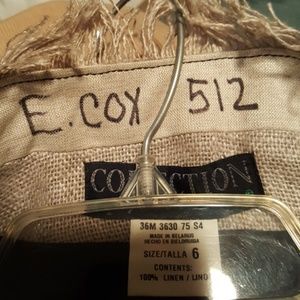 E. COX 512
COLLECTION
36M 3630 75 S4
MADE IN BELARUS
HECHO EN BIELORRUSIA
SIZE/TALLA 6
CONTENTS:
100% LINEN / LINO